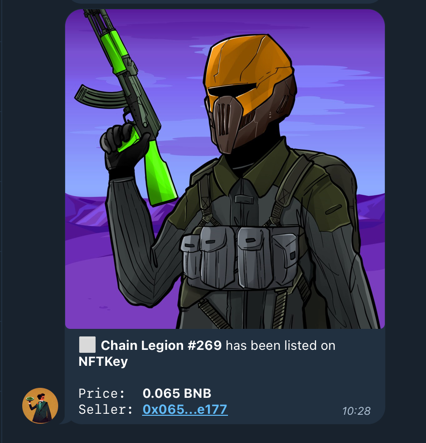 Chain Legion #269 has been listed on
NFTKey
Price: 0.065 BNB
Seller: 0x065...e177
10:28